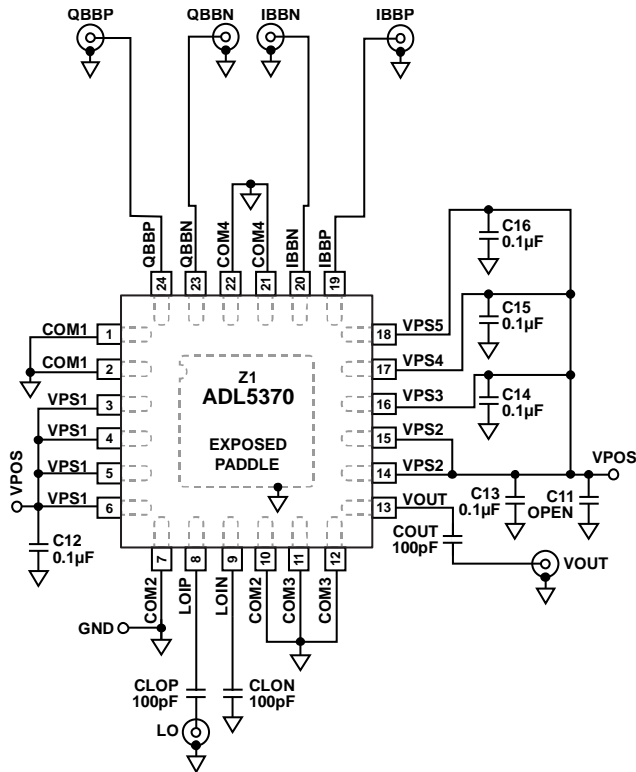 QBBP QBBN IBBN IBBP
QBBP QBBN COM4 COM4 IBBN IBBP
24 23 22 21 20 19
C16
0.1µF
C15
0.1µF
C14
0.1µF
COM1 1
COM1 2
VPS1 3
VPS1 4
VPS1 5
VPS1 6
VPOS
C12
0.1µF
Z1
ADL5370
EXPOSED
PADDLE
18 VPS5
17 VPS4
16 VPS3
15 VPS2
14 VPS2
13 VOUT
VPOS
C13
0.1µF
C11
OPEN
COUT
100pF
VOUT
7 8 9 10 11 12
COM2 LOIP LOIN COM2 COM3 COM3
GND
CLOP
100pF
CLON
100pF
LO